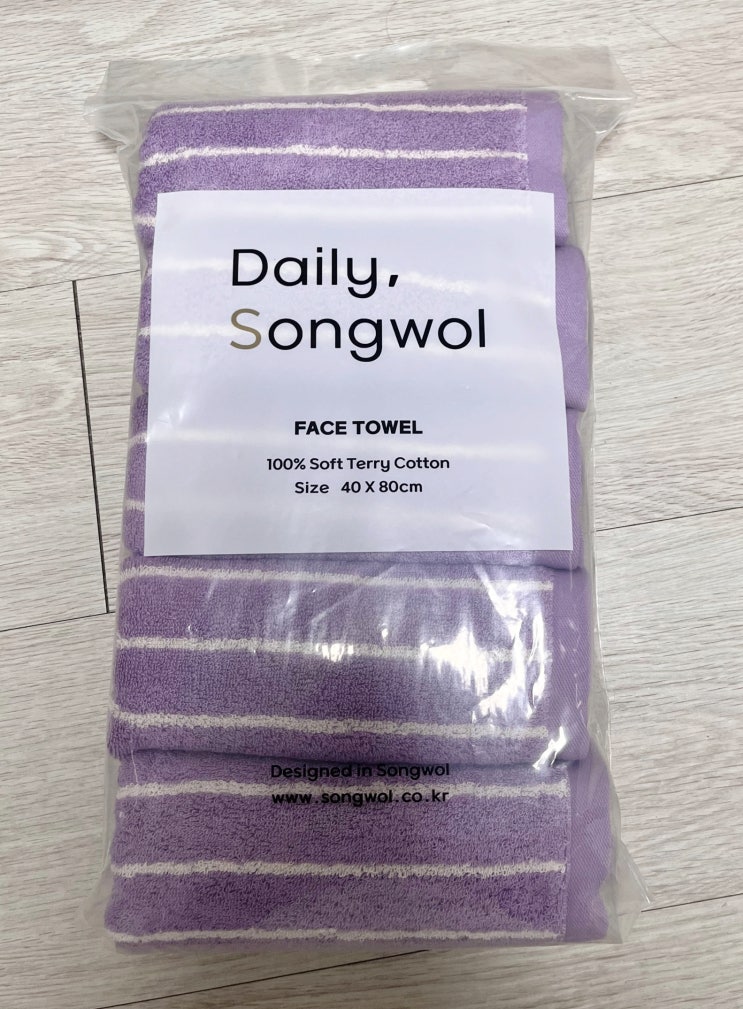 Daily,
Songwol
FACE TOWEL
100% Soft Terry Cotton
Size 40 X 80cm
Designed in Songwol
www.songwol.co.kr